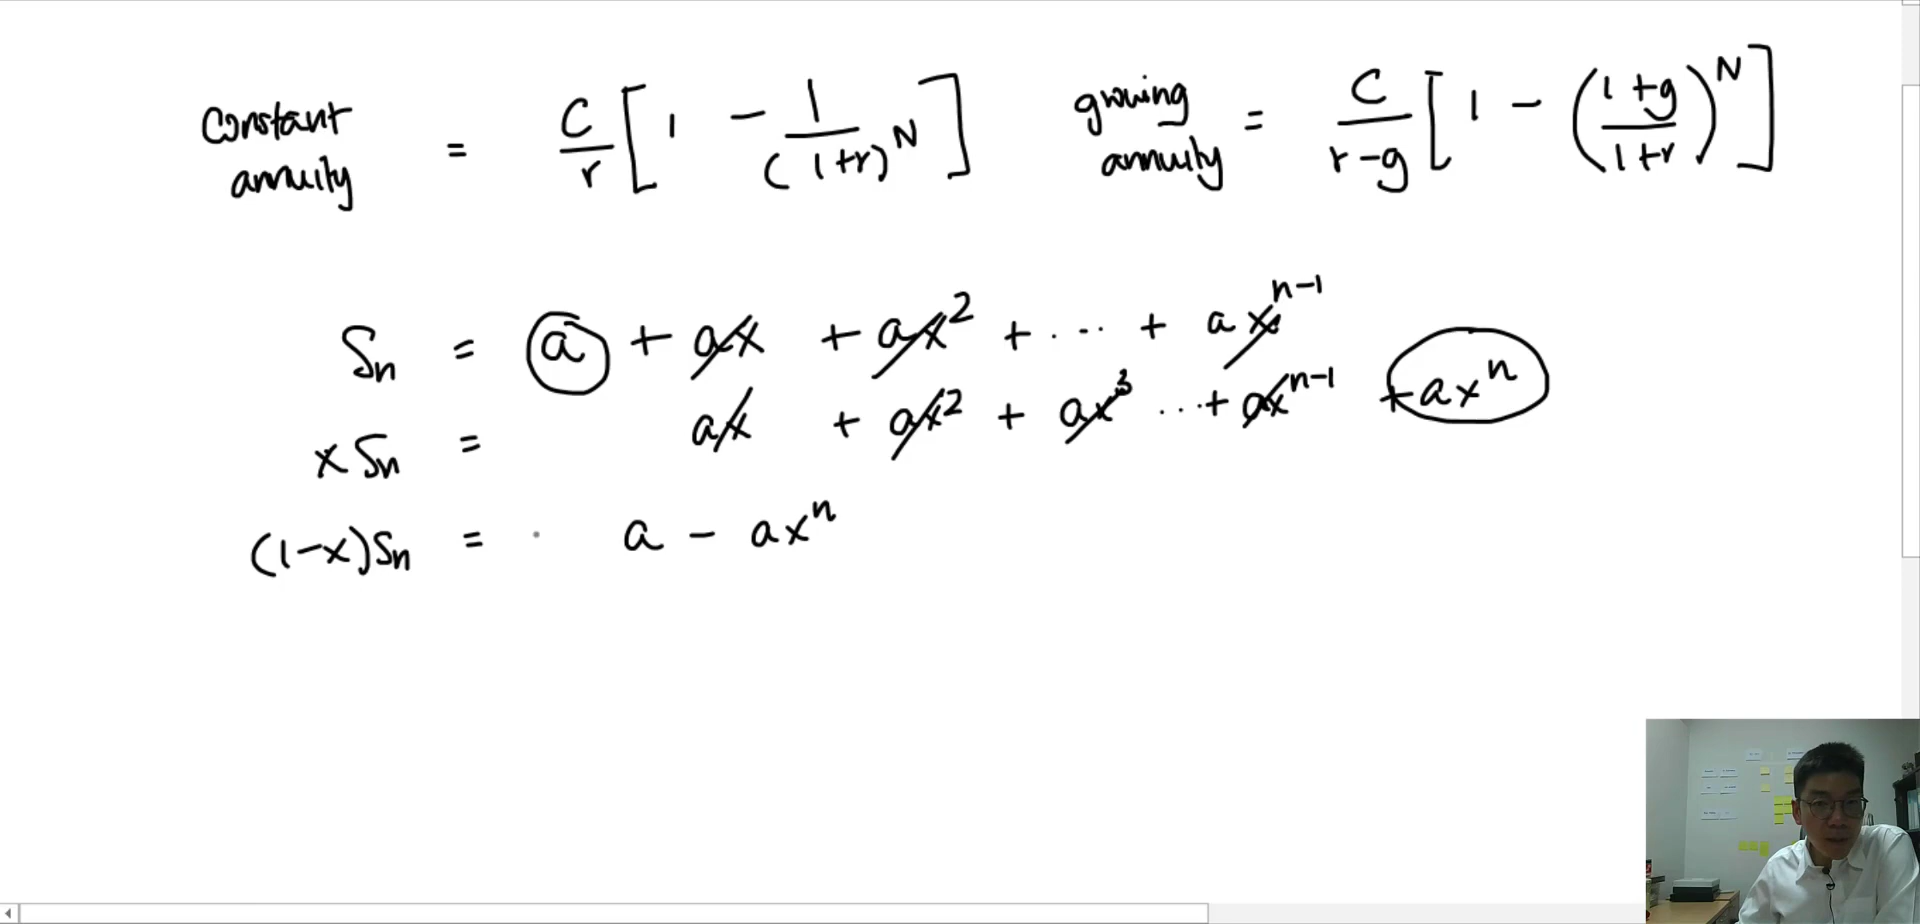 constant annuity = C/r [ 1 - 1/(1+r)^N ]
growing annuity = C/(r-g) [ 1 - ((1+g)/(1+r))^N ]
Sn = a + ax + ax^2 + ... + ax^(n-1)
xSn = ax + ax^2 + ax^3 ... + ax^(n-1) + ax^n
(1-x)Sn = a - ax^n